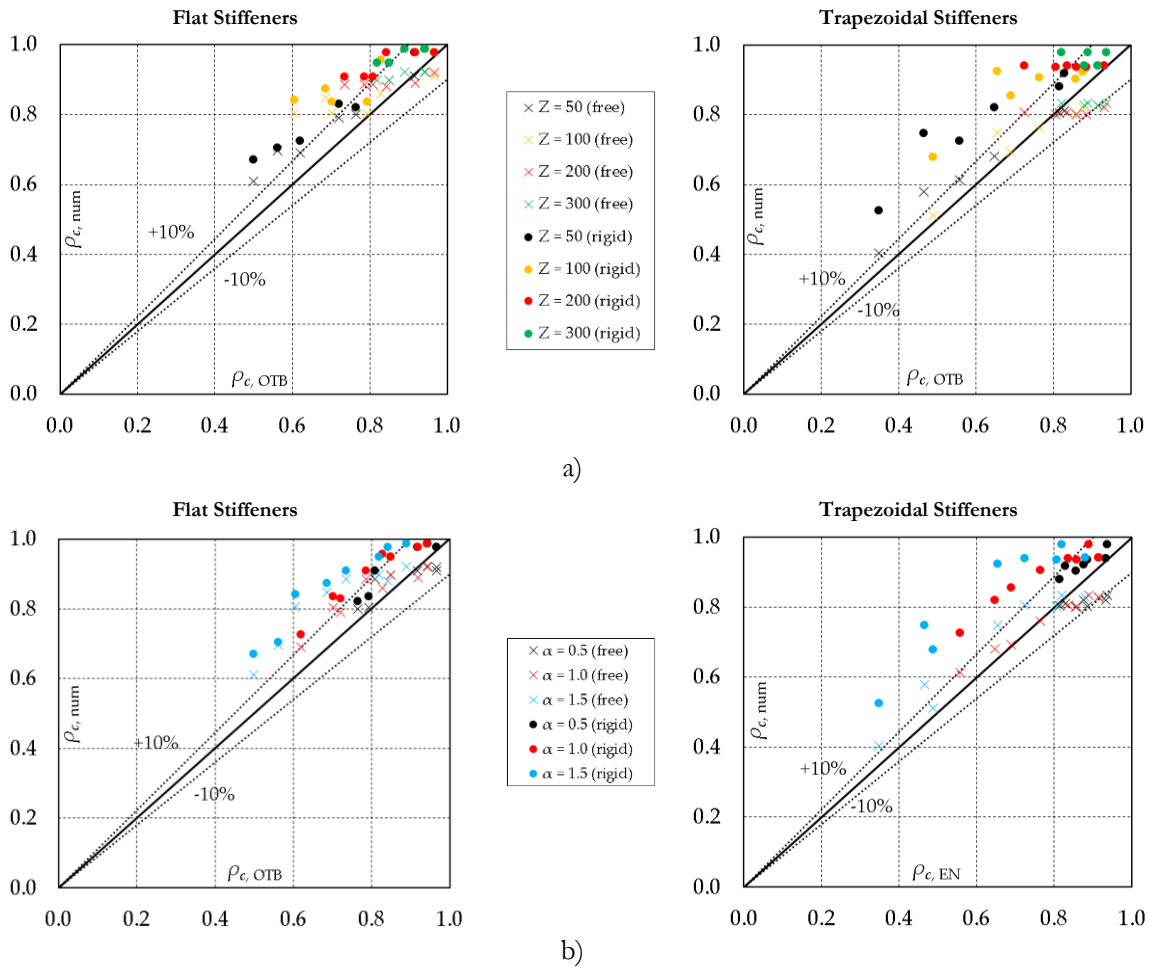 Flat Stiffeners
1.0
0.8
0.6
0.4
0.2
0.0
ρc, num
+10%
-10%
ρc, OTB
0.0 0.2 0.4 0.6 0.8 1.0
Z = 50 (free)
Z = 100 (free)
Z = 200 (free)
Z = 300 (free)
Z = 50 (rigid)
Z = 100 (rigid)
Z = 200 (rigid)
Z = 300 (rigid)
Trapezoidal Stiffeners
1.0
0.8
0.6
0.4
0.2
0.0
ρc, num
+10%
-10%
ρc, OTB
0.0 0.2 0.4 0.6 0.8 1.0
a)
Flat Stiffeners
1.0
0.8
0.6
0.4
0.2
0.0
ρc, num
+10%
-10%
ρc, OTB
0.0 0.2 0.4 0.6 0.8 1.0
α = 0.5 (free)
α = 1.0 (free)
α = 1.5 (free)
α = 0.5 (rigid)
α = 1.0 (rigid)
α = 1.5 (rigid)
Trapezoidal Stiffeners
1.0
0.8
0.6
0.4
0.2
0.0
ρc, num
+10%
-10%
ρc, EN
0.0 0.2 0.4 0.6 0.8 1.0
b)